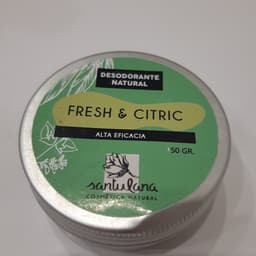 DESODORANTE
NATURAL
FRESH & CITRIC
ALTA EFICACIA
50 GR.
santulana
COSMÉTICA NATURAL